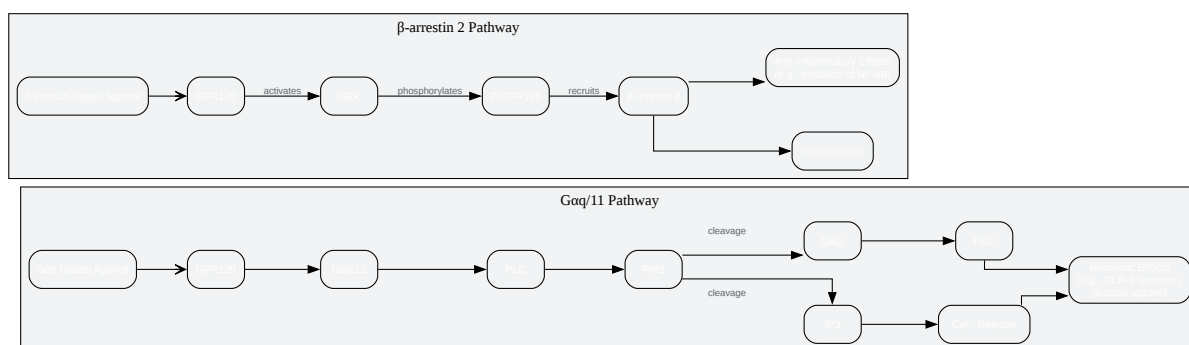 β-arrestin 2 Pathway
β-arrestin-biased Agonist
GPR120
activates
GRK
phosphorylates
P-GPR120
recruits
β-arrestin 2
Anti-inflammatory Effects
(e.g., inhibition of NF-κB)
Internalization
Gαq/11 Pathway
Gαq-biased Agonist
GPR120
Gαq/11
PLC
PIP2
cleavage
cleavage
DAG
PKC
IP3
Ca²⁺ Release
Metabolic Effects
(e.g., GLP-1 secretion,
glucose uptake)